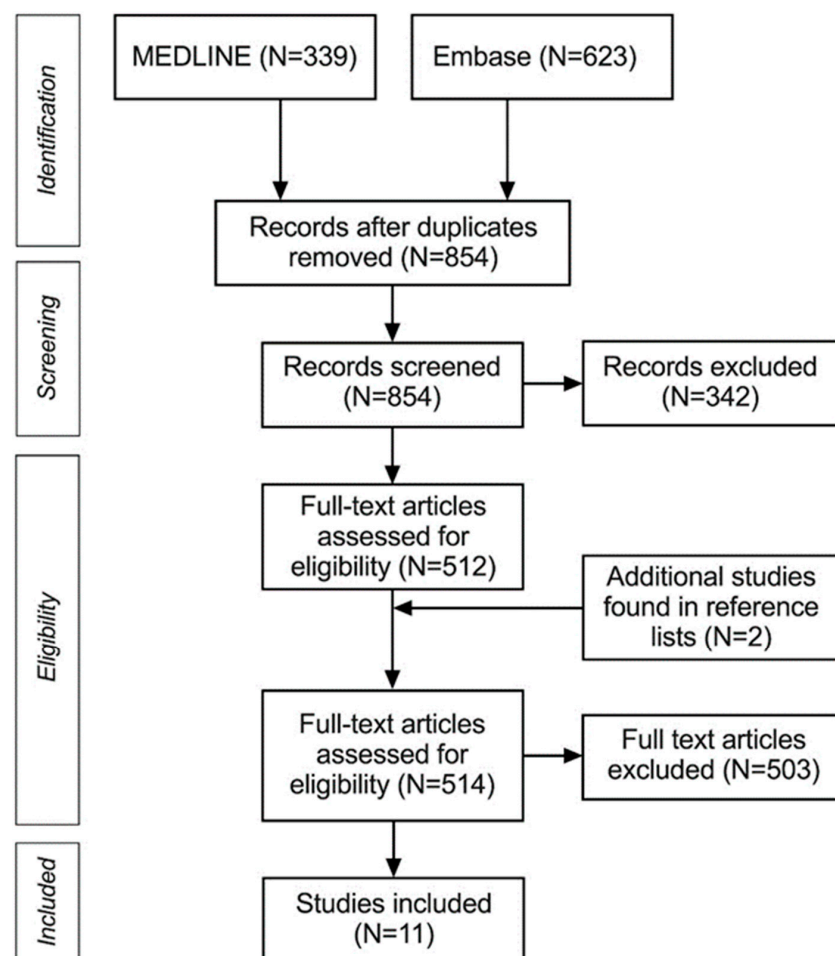 Identification
MEDLINE (N=339)
Embase (N=623)
Records after duplicates
removed (N=854)
Screening
Records screened
(N=854)
Records excluded
(N=342)
Eligibility
Full-text articles
assessed for
eligibility (N=512)
Additional studies
found in reference
lists (N=2)
Full-text articles
assessed for
eligibility (N=514)
Full text articles
excluded (N=503)
Included
Studies included
(N=11)